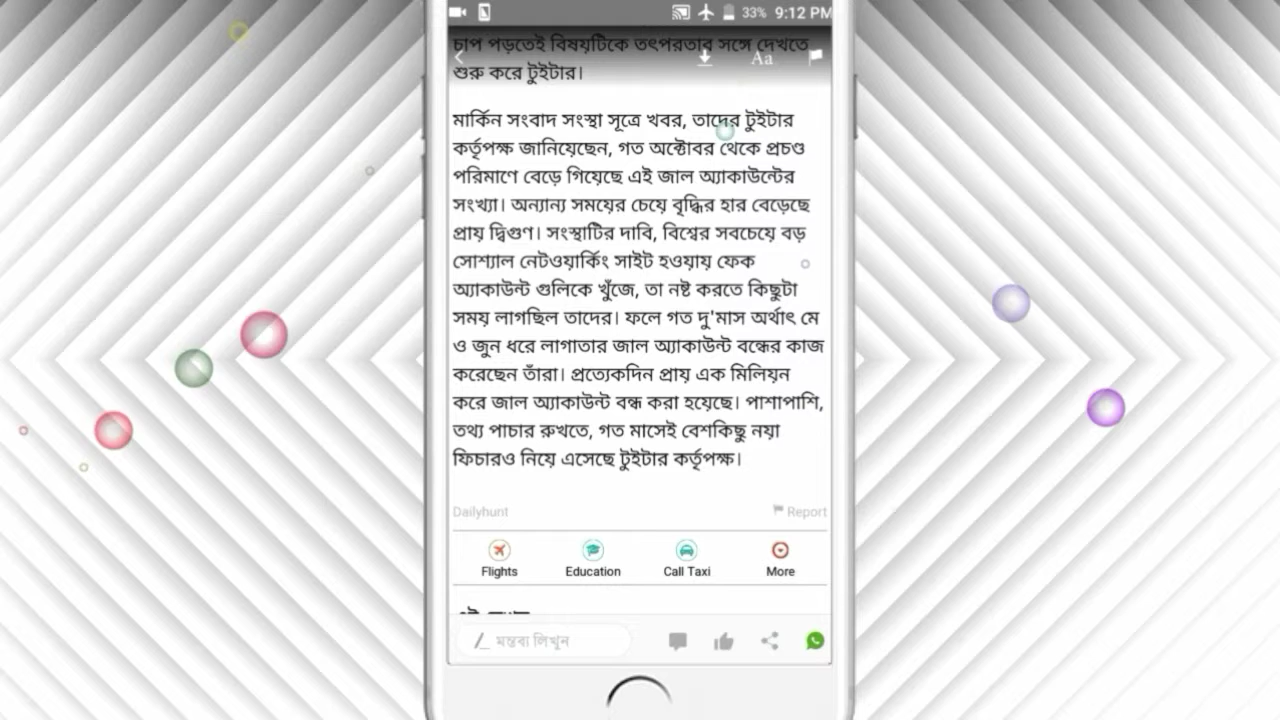 33% 9:12 PM
চাপ পড়তেই বিষয়টিকে তৎপরতার সঙ্গে দেখতে
Aa
শুরু করে টুইটার।
মার্কিন সংবাদ সংস্থা সূত্রে খবর, তাদের টুইটার
কর্তৃপক্ষ জানিয়েছেন, গত অক্টোবর থেকে প্রচণ্ড
পরিমাণে বেড়ে গিয়েছে এই জাল অ্যাকাউন্টের
সংখ্যা। অন্যান্য সময়ের চেয়ে বৃদ্ধির হার বেড়েছে
প্রায় দ্বিগুণ। সংস্থাটির দাবি, বিশ্বের সবচেয়ে বড়
সোশ্যাল নেটওয়ার্কিং সাইট হওয়ায় ফেক
অ্যাকাউন্ট গুলিকে খুঁজে, তা নষ্ট করতে কিছুটা
সময় লাগছিল তাদের। ফলে গত দু'মাস অর্থাৎ মে
ও জুন ধরে লাগাতার জাল অ্যাকাউন্ট বন্ধের কাজ
করেছেন তাঁরা। প্রত্যেকদিন প্রায় এক মিলিয়ন
করে জাল অ্যাকাউন্ট বন্ধ করা হয়েছে। পাশাপাশি,
তথ্য পাচার রুখতে, গত মাসেই বেশকিছু নয়া
ফিচারও নিয়ে এসেছে টুইটার কর্তৃপক্ষ।
Dailyhunt Report
Flights Education Call Taxi More
মন্তব্য লিখুন